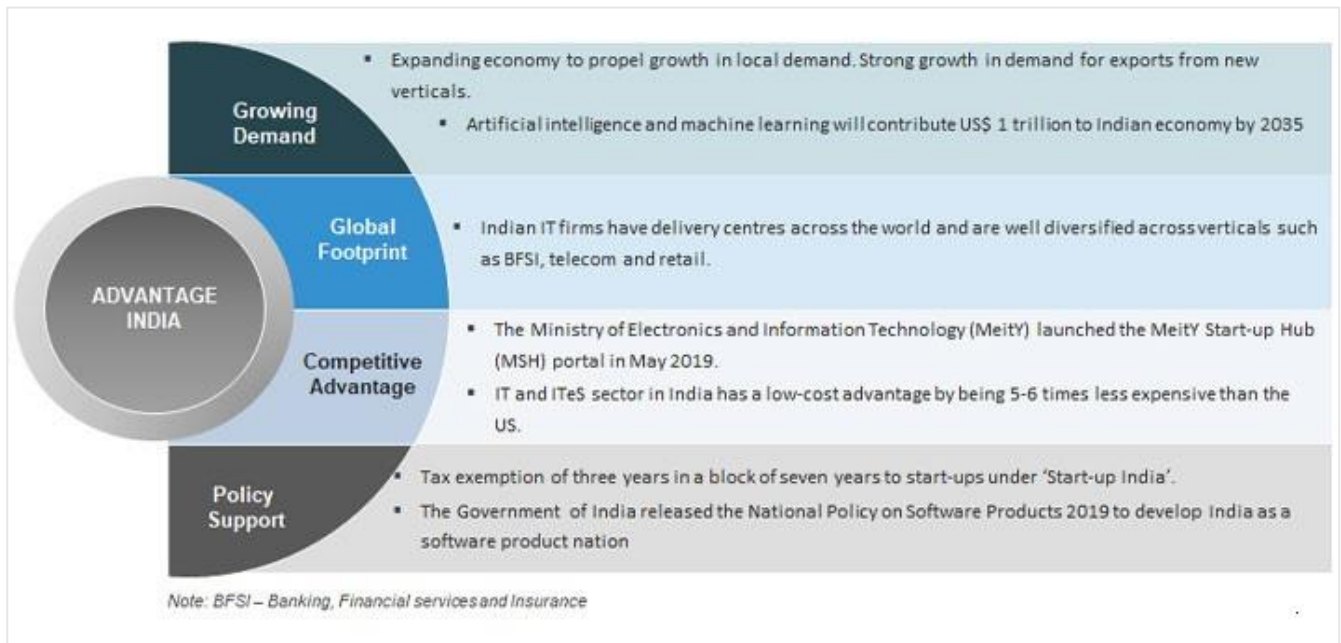 Growing
Demand
▪ Expanding economy to propel growth in local demand. Strong growth in demand for exports from new
verticals.
▪ Artificial intelligence and machine learning will contribute US$ 1 trillion to Indian economy by 2035
ADVANTAGE
INDIA
Global
Footprint
▪ Indian IT firms have delivery centres across the world and are well diversified across verticals such
as BFSI, telecom and retail.
Competitive
Advantage
▪ The Ministry of Electronics and Information Technology (MeitY) launched the MeitY Start-up Hub
(MSH) portal in May 2019.
▪ IT and ITeS sector in India has a low-cost advantage by being 5-6 times less expensive than the
US.
Policy
Support
▪ Tax exemption of three years in a block of seven years to start-ups under ‘Start-up India’.
▪ The Government of India released the National Policy on Software Products 2019 to develop India as a
software product nation
Note: BFSI – Banking, Financial services and Insurance
.